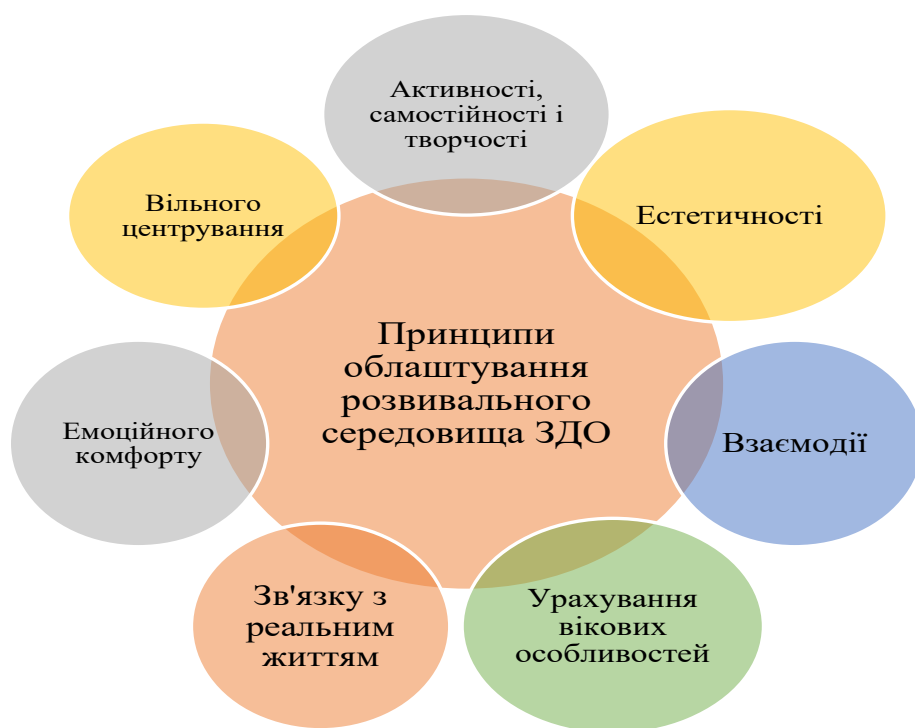 Активності,
самостійності і
творчості
Естетичності
Взаємодії
Урахування
вікових
особливостей
Зв'язку з
реальним
життям
Емоційного
комфорту
Вільного
центрування
Принципи
облаштування
розвивального
середовища ЗДО